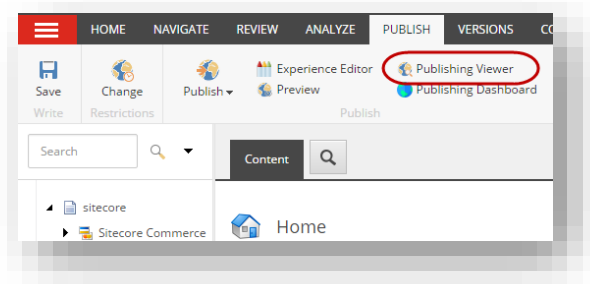 HOME NAVIGATE REVIEW ANALYZE PUBLISH VERSIONS
Save Change Publish Experience Editor Publishing Viewer
Preview Publishing Dashboard
Write Restrictions Publish
Search
Content
sitecore
Home
Sitecore Commerce